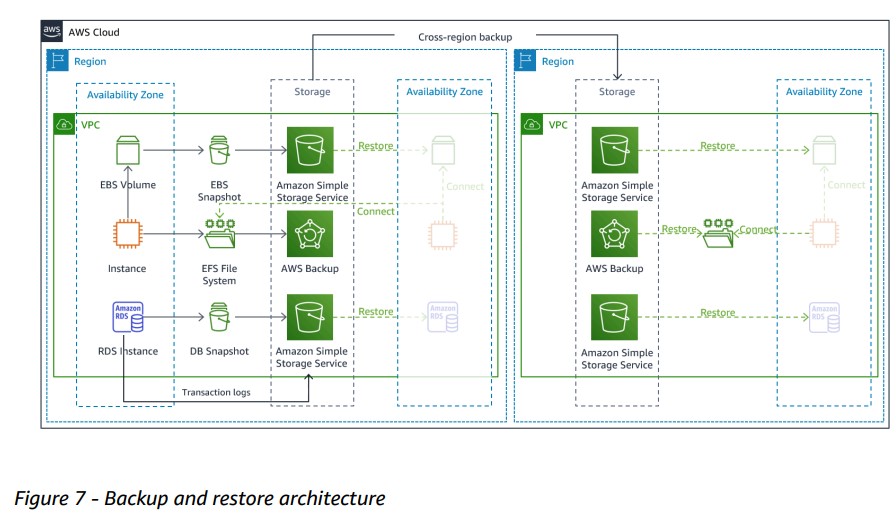 aws
AWS Cloud
Cross-region backup
Region
Region
Availability Zone
Storage
Availability Zone
Storage
Availability Zone
VPC
VPC
Restore
Restore
EBS Volume
EBS
Snapshot
Amazon Simple
Storage Service
Connect
Amazon Simple
Storage Service
Connect
Connect
Restore
Connect
Instance
EFS File
System
AWS Backup
AWS Backup
Amazon
RDS
Restore
Amazon
RDS
Restore
Amazon
RDS
RDS Instance
DB Snapshot
Amazon Simple
Storage Service
Amazon Simple
Storage Service
Transaction logs
Figure 7 - Backup and restore architecture